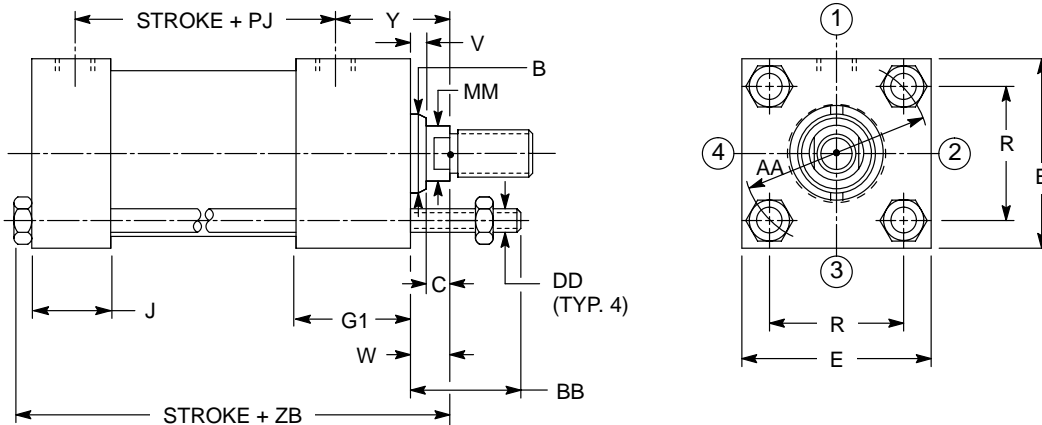 STROKE + PJ
Y
V
B
MM
C
DD
(TYP. 4)
J
G1
W
BB
STROKE + ZB
1
4
AA
2
R
E
3
R
E